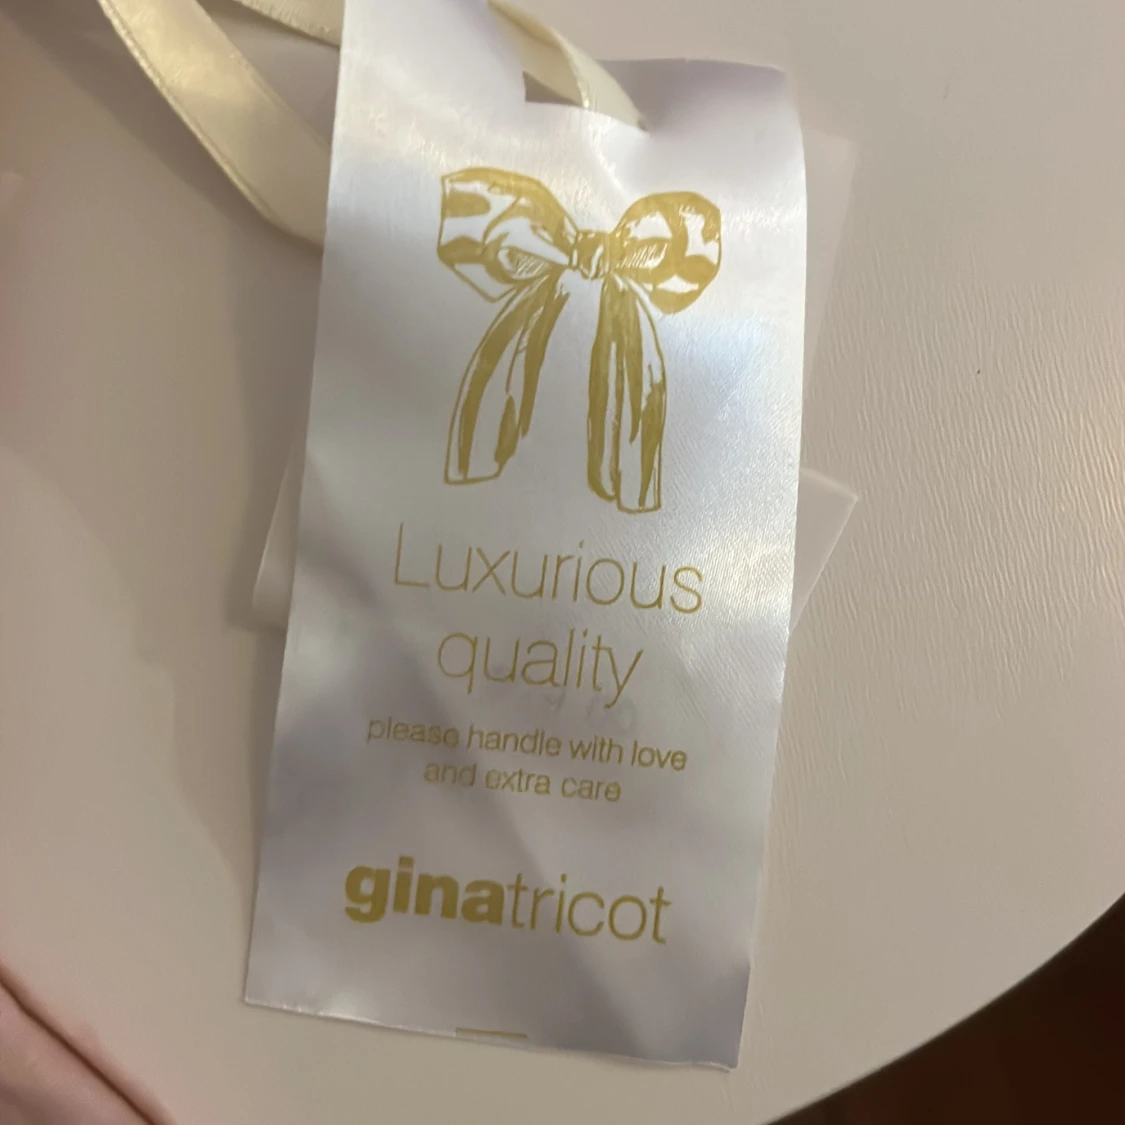 Luxurious
quality
please handle with love
and extra care
ginatricot